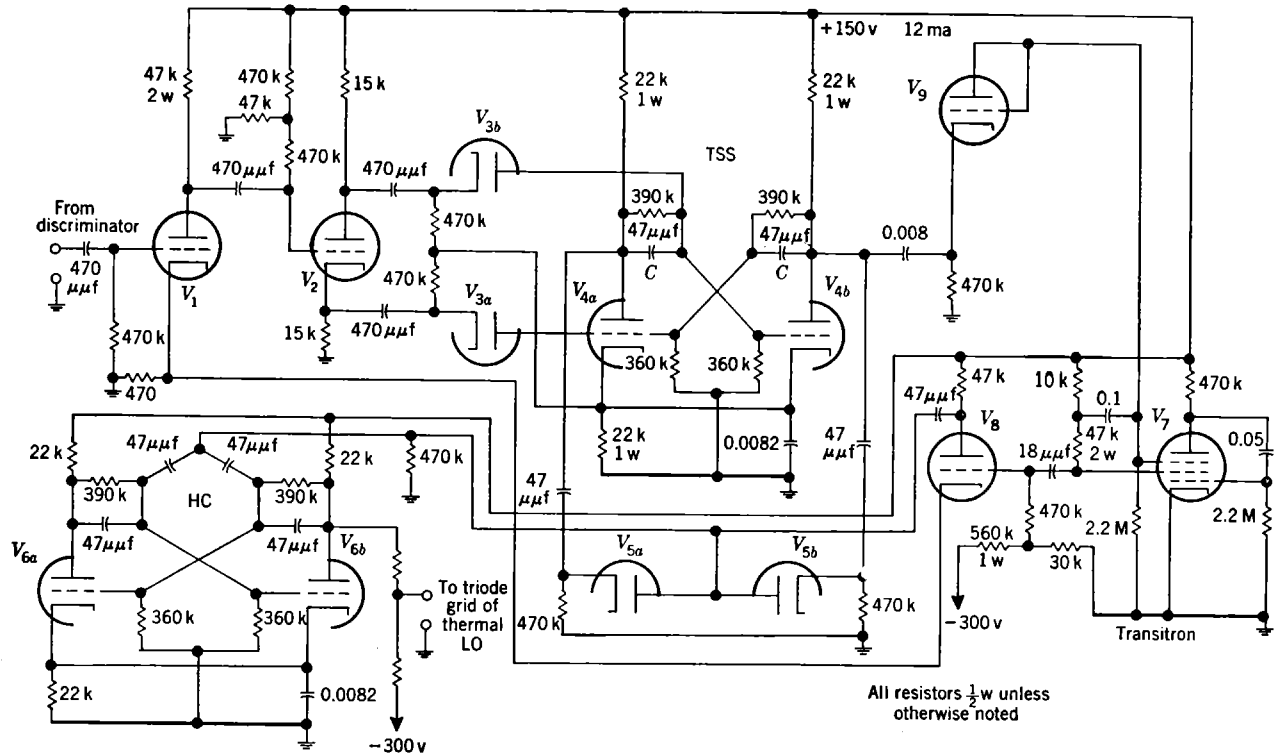 +150 v 12 ma
47 k
2 w
470 k
15 k
22 k
1 w
22 k
1 w
V9
47 k
V3b
TSS
470 k
470 μμf
470 μμf
390 k
390 k
From
discriminator
470 k
47 μμf
47 μμf
0.008
C
C
470
μμf
V1
V2
470 k
V4a
V4b
470 k
V3a
470 k
15 k
470 μμf
360 k
360 k
470
47 k
10 k
470 k
47 μμf
0.1
V8
V7
22 k
47 μμf
47 μμf
22 k
470 k
22 k
1 w
0.0082
47
μμf
47 k
2 w
0.05
18 μμf
390 k
HC
390 k
47
μμf
470 k
2.2 M
2.2 M
V6a
47 μμf
47 μμf
V6b
V5a
V5b
560 k
1 w
30 k
To triode
grid of
thermal
LO
360 k
360 k
470 k
470 k
-300 v
Transitron
22 k
0.0082
-300 v
All resistors ½ w unless
otherwise noted